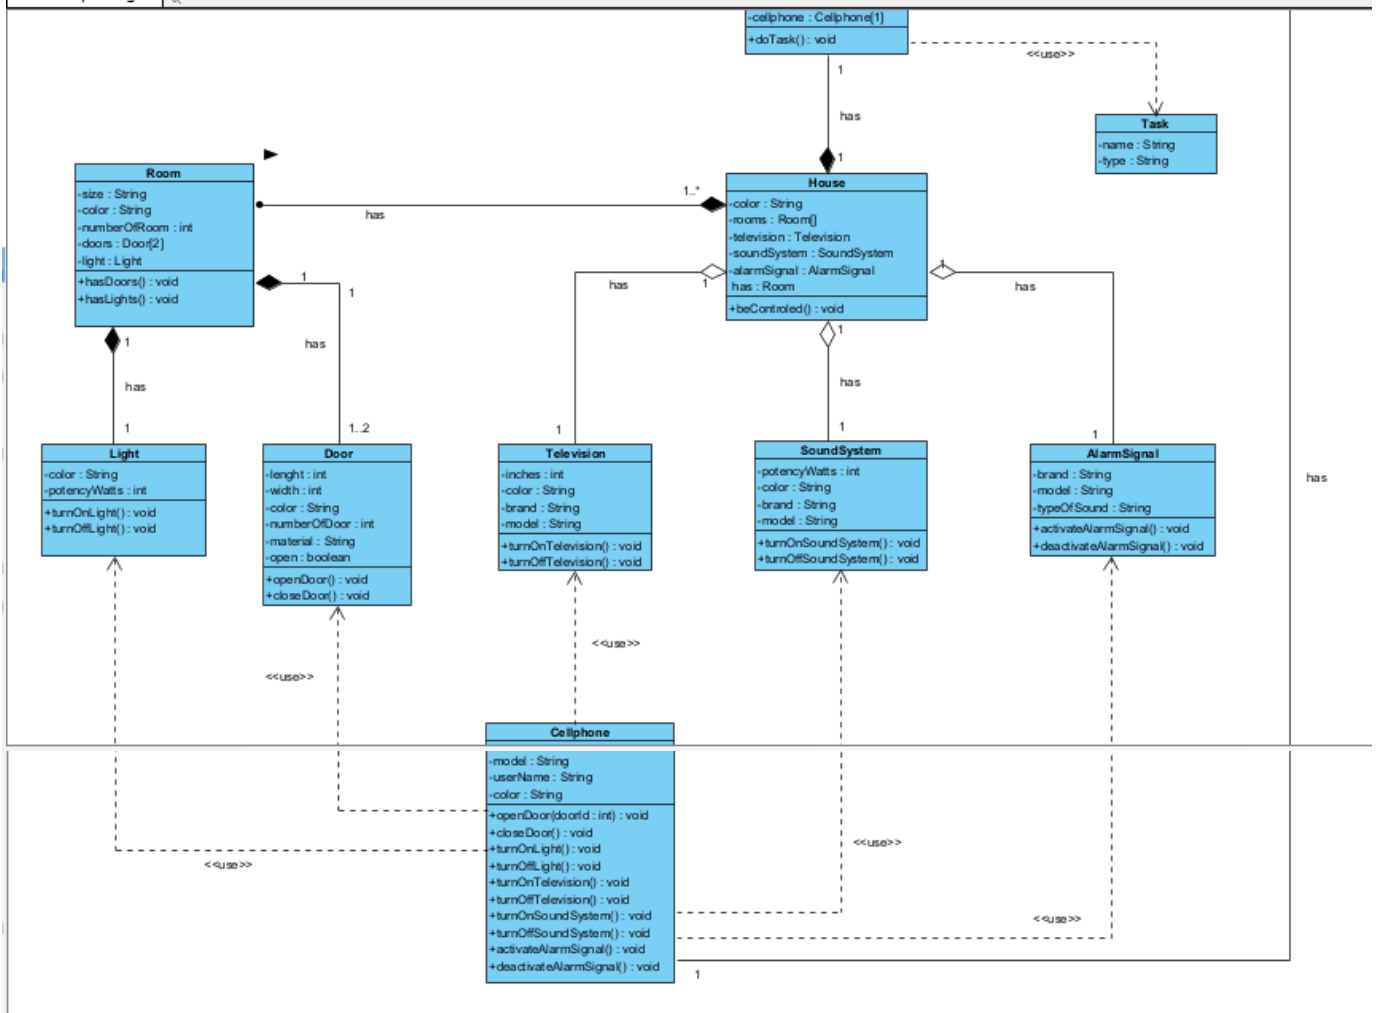 -cellphone : Cellphone[1]
+doTask() : void
<<use>>
1
has
1
Task
-name : String
-type : String
Room
-size : String
-color : String
-numberOfRoom : int
-doors : Door[2]
-light : Light
+hasDoors() : void
+hasLights() : void
has
1..*
House
-color : String
-rooms : Room[]
-television : Television
-soundSystem : SoundSystem
-alarmSignal : AlarmSignal
has : Room
+beControled() : void
1
1
has
1
has
1
has
1
has
1
has
1
1
1..2
1
1
1
has
Light
-color : String
-potencyWatts : int
+turnOnLight() : void
+turnOffLight() : void
Door
-lenght : int
-width : int
-color : String
-numberOfDoor : int
-material : String
-open : boolean
+openDoor() : void
+closeDoor() : void
Television
-inches : int
-color : String
-brand : String
-model : String
+turnOnTelevision() : void
+turnOffTelevision() : void
SoundSystem
-potencyWatts : int
-color : String
-brand : String
-model : String
+turnOnSoundSystem() : void
+turnOffSoundSystem() : void
AlarmSignal
-brand : String
-model : String
-typeOfSound : String
+activateAlarmSignal() : void
+deactivateAlarmSignal() : void
has
<<use>>
<<use>>
Cellphone
-model : String
-userName : String
-color : String
+openDoor(doorId : int) : void
+closeDoor() : void
+turnOnLight() : void
+turnOffLight() : void
+turnOnTelevision() : void
+turnOffTelevision() : void
+turnOnSoundSystem() : void
+turnOffSoundSystem() : void
+activateAlarmSignal() : void
+deactivateAlarmSignal() : void
<<use>>
<<use>>
<<use>>
1